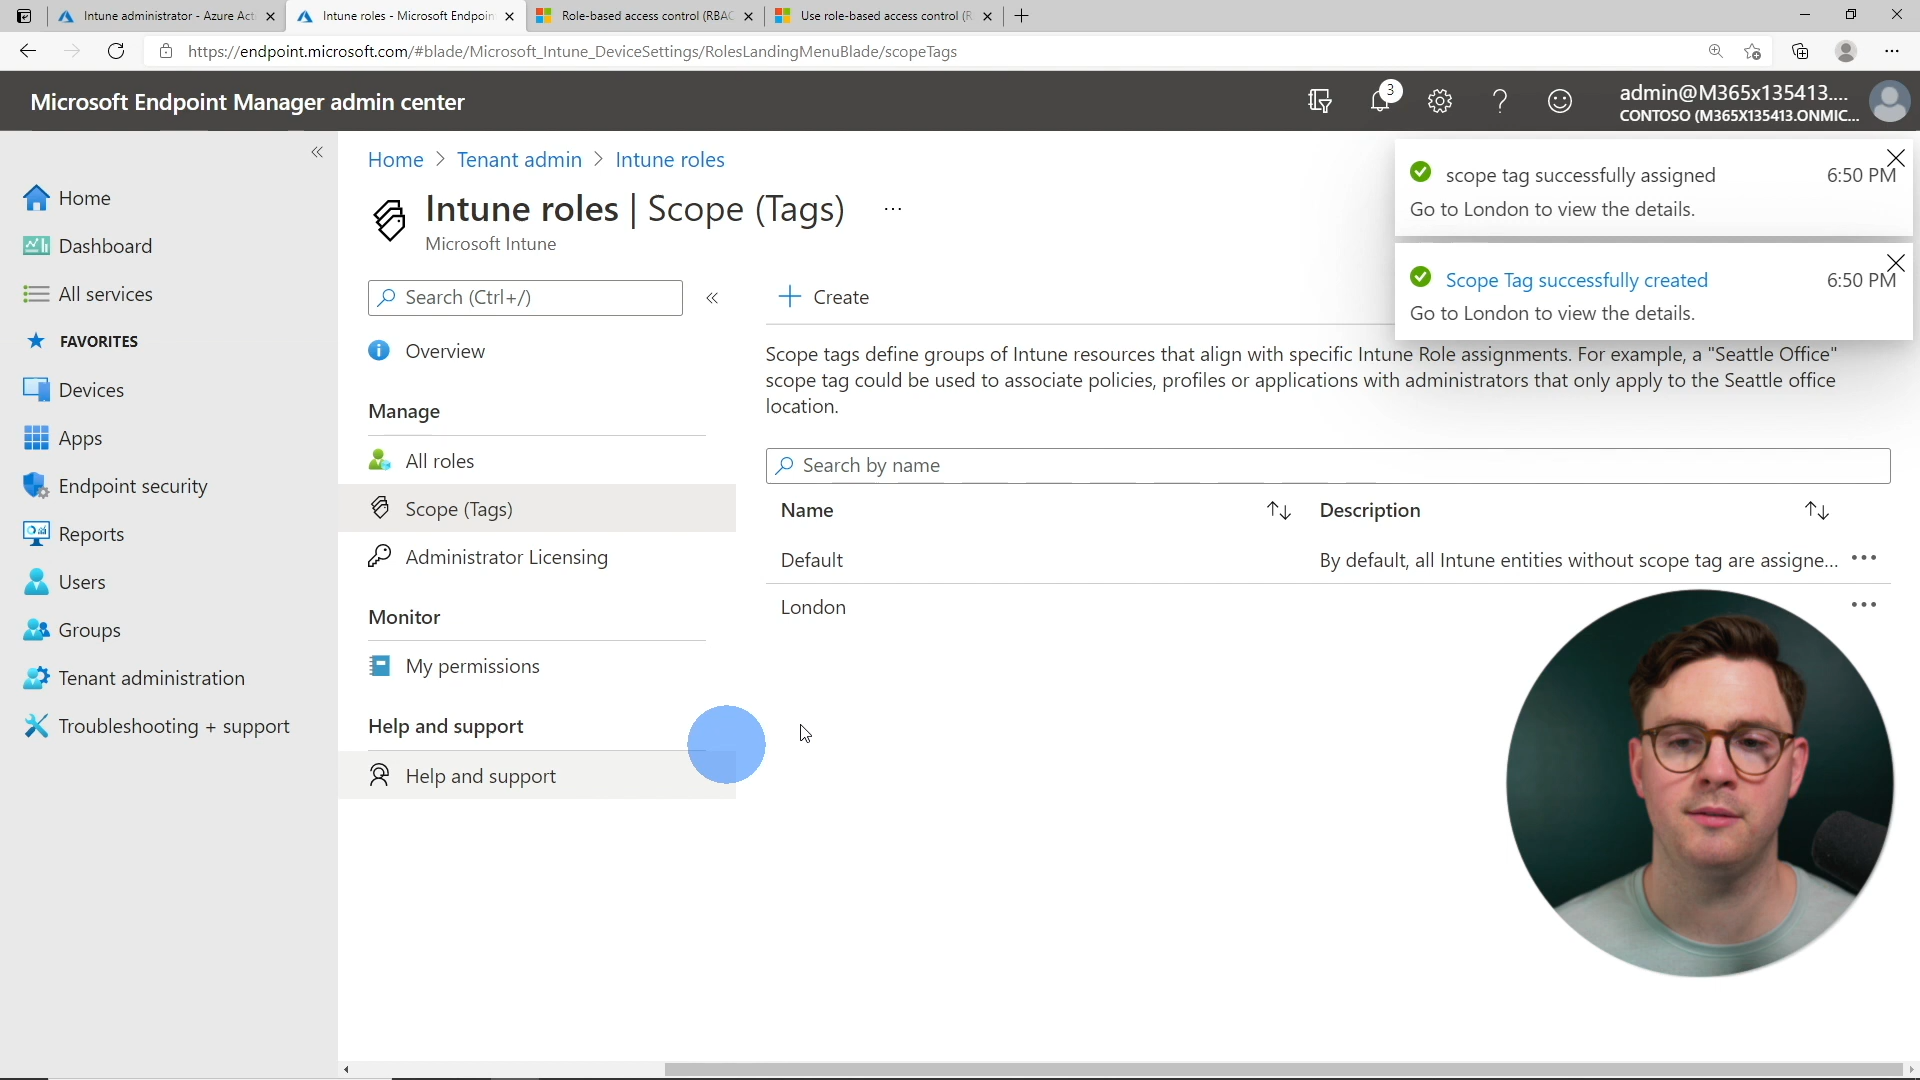 Intune administrator - Azure Act
Intune roles - Microsoft Endpoin
Role-based access control (RBAC
Use role-based access control (R
https://endpoint.microsoft.com/#blade/Microsoft_Intune_DeviceSettings/RolesLandingMenuBlade/scopeTags
Microsoft Endpoint Manager admin center
3
admin@M365x135413....
CONTOSO (M365X135413.ONMIC...
Home
Dashboard
All services
FAVORITES
Devices
Apps
Endpoint security
Reports
Users
Groups
Tenant administration
Troubleshooting + support
Home > Tenant admin > Intune roles
Intune roles | Scope (Tags) ...
Microsoft Intune
Search (Ctrl+/)
Overview
Manage
All roles
Scope (Tags)
Administrator Licensing
Monitor
My permissions
Help and support
Help and support
Create
Scope tags define groups of Intune resources that align with specific Intune Role assignments. For example, a "Seattle Office"
scope tag could be used to associate policies, profiles or applications with administrators that only apply to the Seattle office
location.
Search by name
Name Description
Default By default, all Intune entities without scope tag are assigne... ...
London ...
scope tag successfully assigned 6:50 PM
Go to London to view the details.
Scope Tag successfully created 6:50 PM
Go to London to view the details.